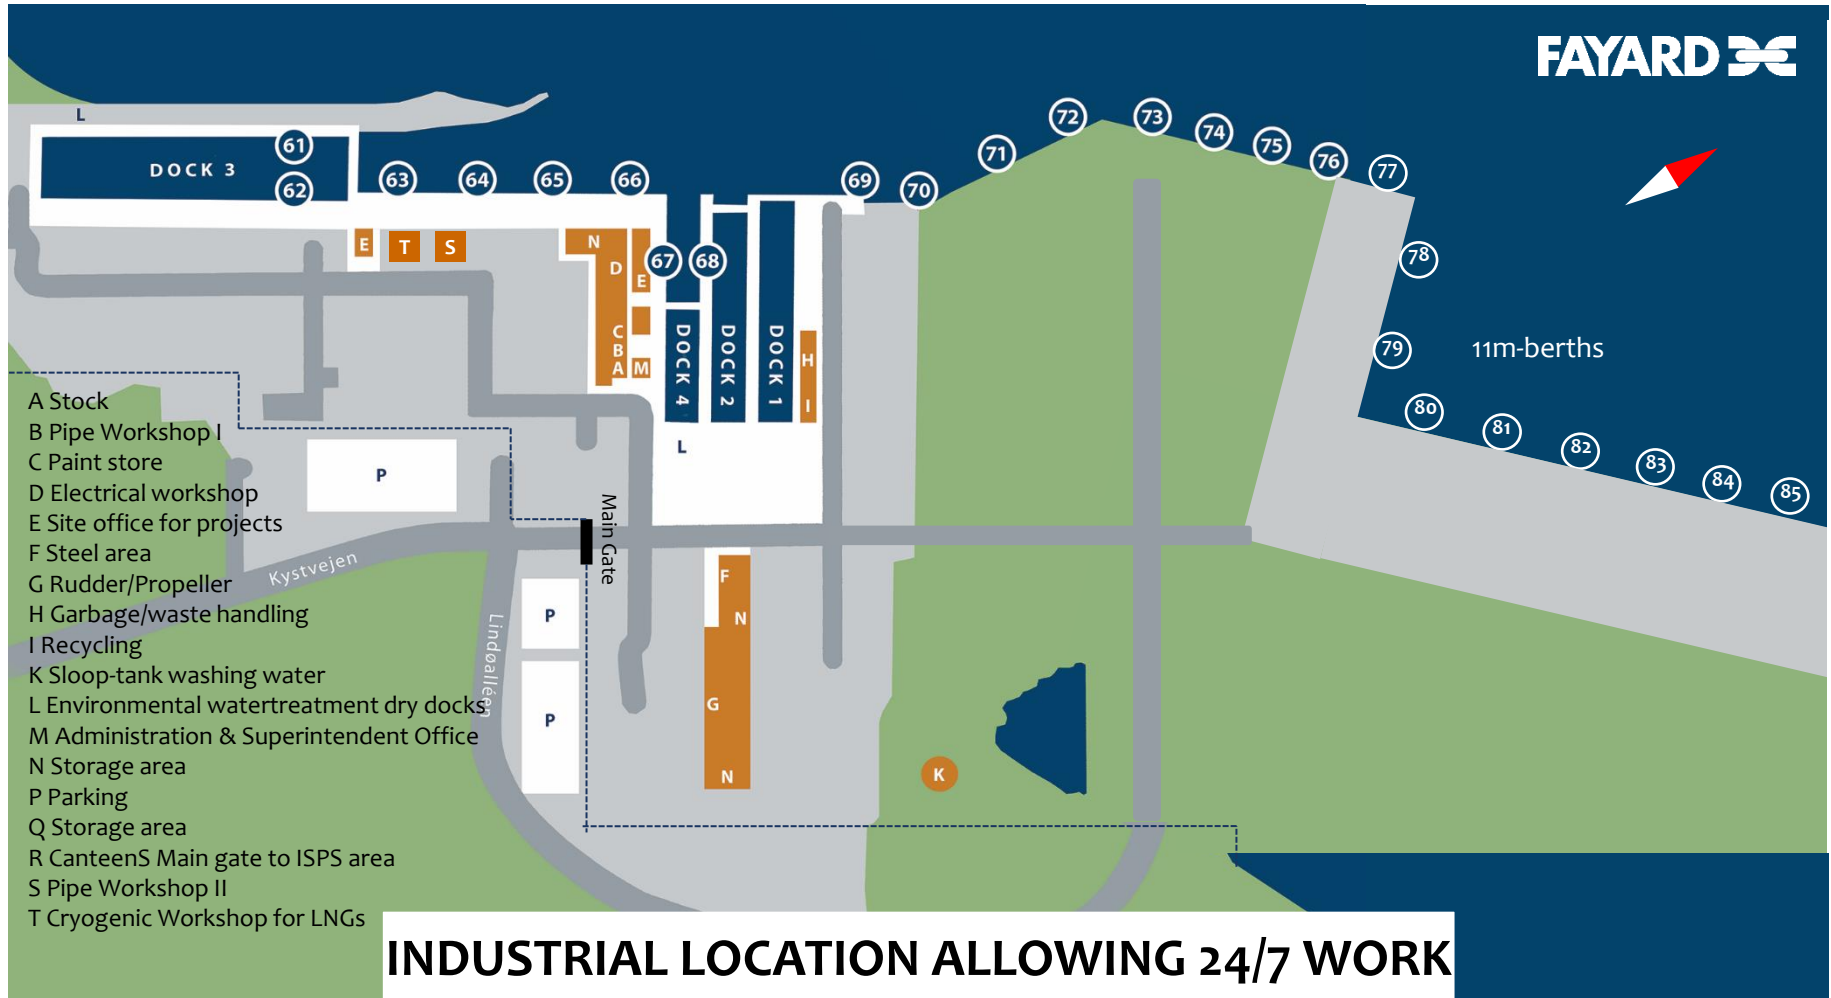 FAYARD
L
61
DOCK 3
62
63
64
65
66
69
70
71
72
73
74
75
76
77
78
79
80
81
82
83
84
85
11m-berths
E
T
S
N
D
E
C
B
A
M
67
68
DOCK 4
DOCK 2
DOCK 1
H
I
L
P
Main Gate
Kystvejen
Lindøalléen
P
P
F
N
G
N
K
A Stock
B Pipe Workshop I
C Paint store
D Electrical workshop
E Site office for projects
F Steel area
G Rudder/Propeller
H Garbage/waste handling
I Recycling
K Sloop-tank washing water
L Environmental watertreatment dry docks
M Administration & Superintendent Office
N Storage area
P Parking
Q Storage area
R CanteenS Main gate to ISPS area
S Pipe Workshop II
T Cryogenic Workshop for LNGs
INDUSTRIAL LOCATION ALLOWING 24/7 WORK